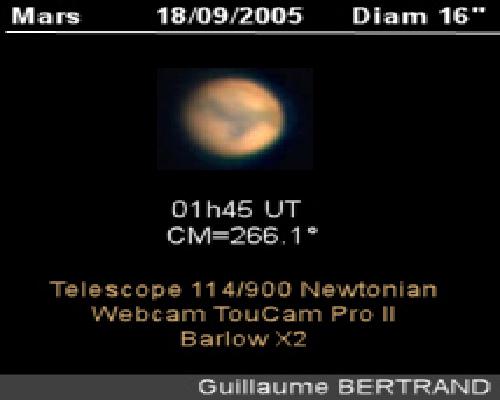 Mars 18/09/2005 Diam 16"
01h45 UT
CM=266.1°
Telescope 114/900 Newtonian
Webcam TouCam Pro II
Barlow X2
Guillaume BERTRAND